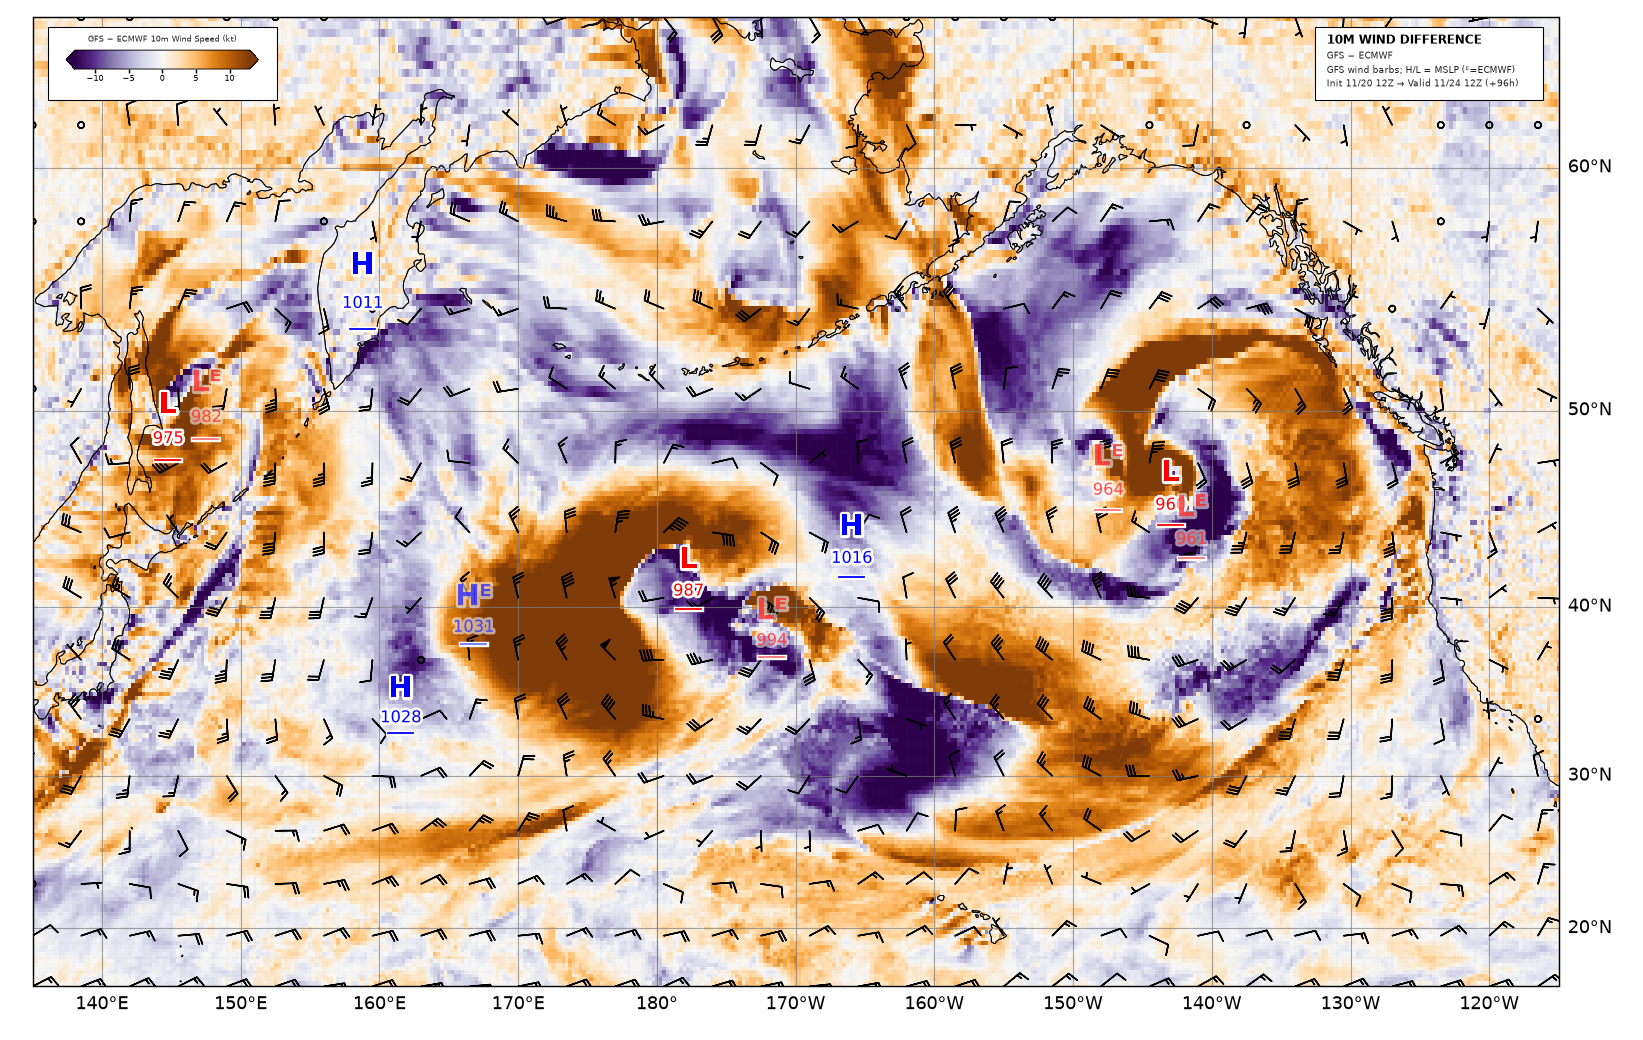 GFS − ECMWF 10m Wind Speed (kt)
−10 −5 0 5 10
10M WIND DIFFERENCE
GFS − ECMWF
GFS wind barbs; H/L = MSLP (ᴱ=ECMWF)
Init 11/20 12Z → Valid 11/24 12Z (+96h)
60°N
H
1011
L E
982
L
975
50°N
L E
964
L
96
L E
961
H
1016
L
987
40°N
H E
1031
L E
994
H
1028
30°N
20°N
140°E 150°E 160°E 170°E 180° 170°W 160°W 150°W 140°W 130°W 120°W